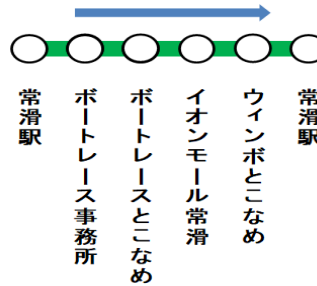 常滑駅
ボートレース事務所
ボートレースとこなめ
イオンモール常滑
ウィンボとこなめ
常滑駅